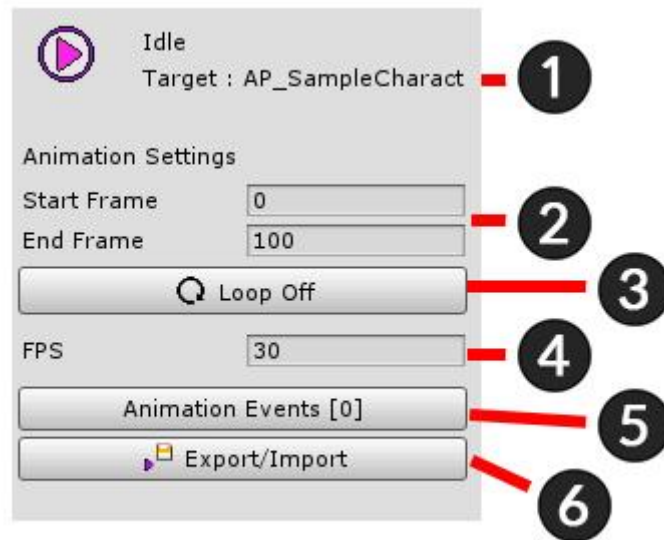 Idle
Target : AP_SampleCharact
1
Animation Settings
Start Frame 0
2
End Frame 100
Loop Off
3
FPS 30
4
Animation Events [0]
5
Export/Import
6